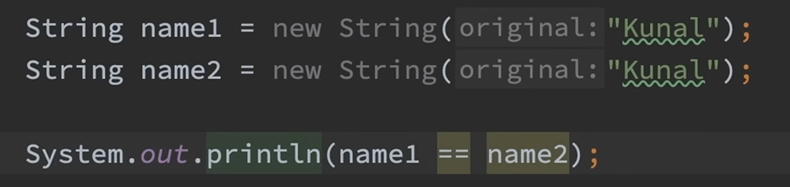 String name1 = new String(original: "Kunal");
String name2 = new String(original: "Kunal");
System.out.println(name1 == name2);